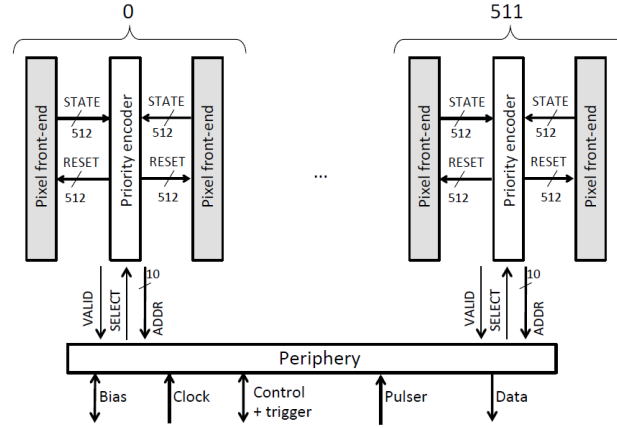 0
511
Pixel front-end
STATE
512
RESET
512
Priority encoder
STATE
512
RESET
512
Pixel front-end
...
Pixel front-end
STATE
512
RESET
512
Priority encoder
STATE
512
RESET
512
Pixel front-end
VALID
SELECT
10
ADDR
VALID
SELECT
10
ADDR
Periphery
Bias
Clock
Control
+ trigger
Pulser
Data